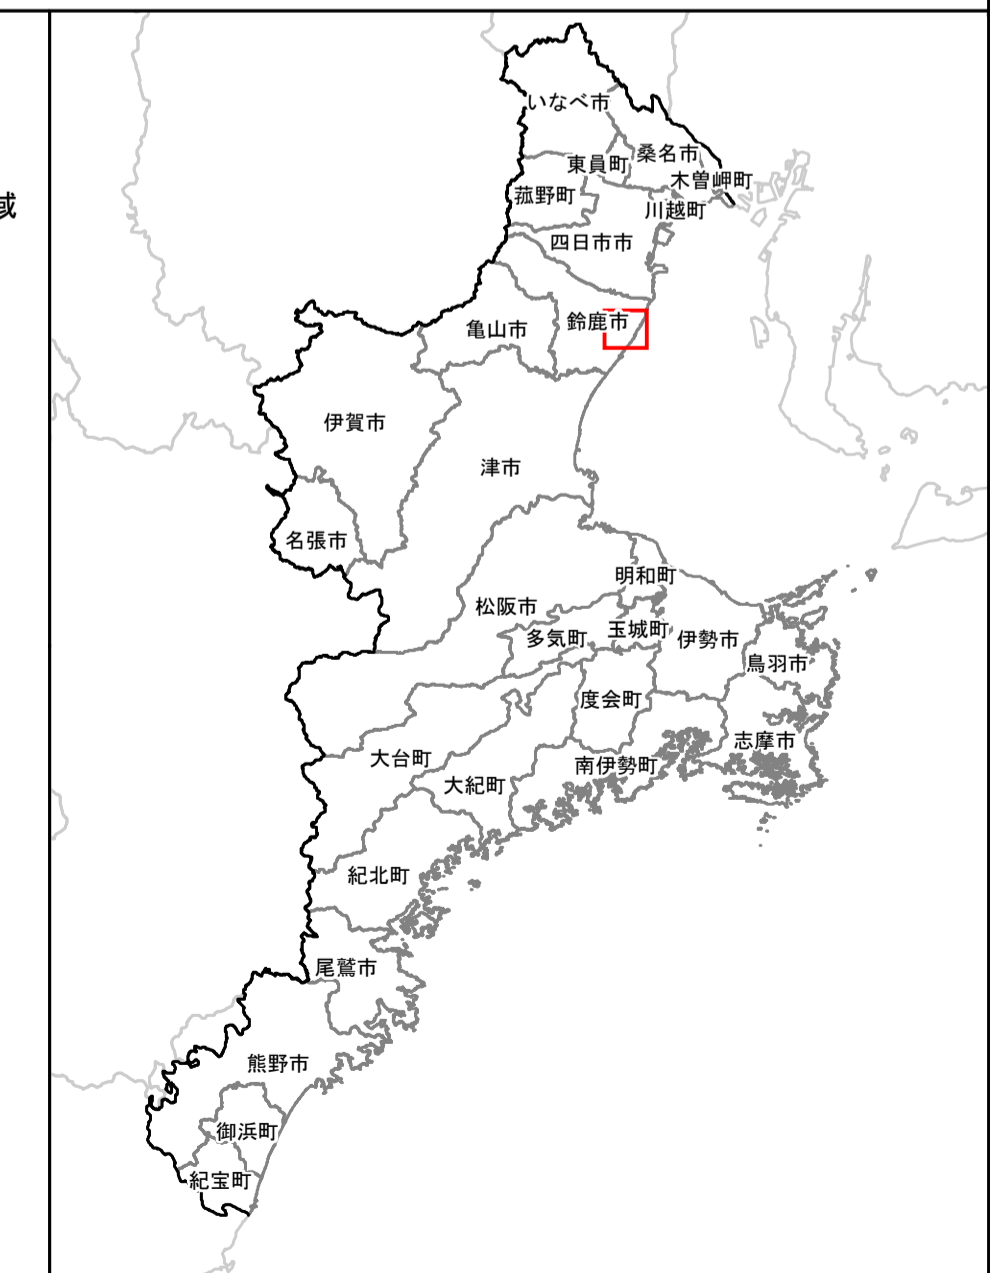 いなべ市
桑名市
東員町
木曽岬町
域
菰野町
川越町
四日市市
鈴鹿市
亀山市
伊賀市
津市
名張市
明和町
松阪市
玉城町
多気町
伊勢市
鳥羽市
度会町
志摩市
大台町
南伊勢町
大紀町
紀北町
尾鷲市
熊野市
御浜町
紀宝町